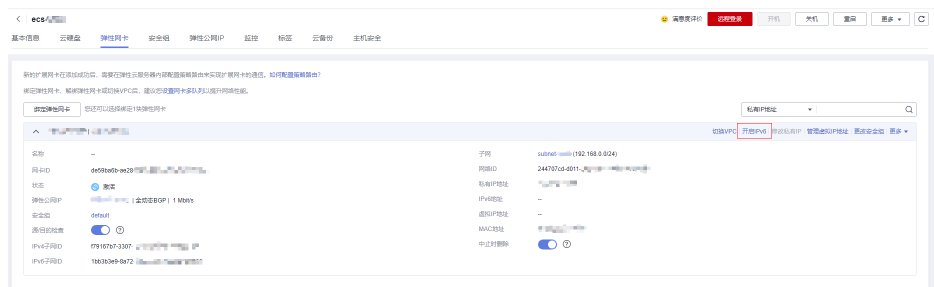 ecs-
满意度评价 远程登录 开机 关机 重启 更多
基本信息 云硬盘 弹性网卡 安全组 弹性公网IP 监控 标签 云备份 主机安全
新的扩展网卡在添加成功后，需要在弹性云服务器内部配置策略路由来实现扩展网卡的通信。如何配置策略路由？
绑定弹性网卡、解绑弹性网卡或切换VPC后，建议您设置网卡多队列以提升网络性能。
绑定弹性网卡 您还可以选择绑定1块弹性网卡 私有IP地址
切换VPC 开启IPv6 修改私有IP 管理虚拟IP地址 更改安全组 更多
名称 --
子网 subnet- (192.168.0.0/24)
网卡ID de59ba6b-ae28-
网络ID 244707cd-d011-
状态 激活
私有IP地址
弹性公网IP | 全动态BGP | 1 Mbit/s
IPv6地址 --
安全组 default
虚拟IP地址 --
源/目的检查
MAC地址
IPv4子网ID f79167b7-3307-
中止时删除
IPv6子网ID 1bb3b3e9-8a72-